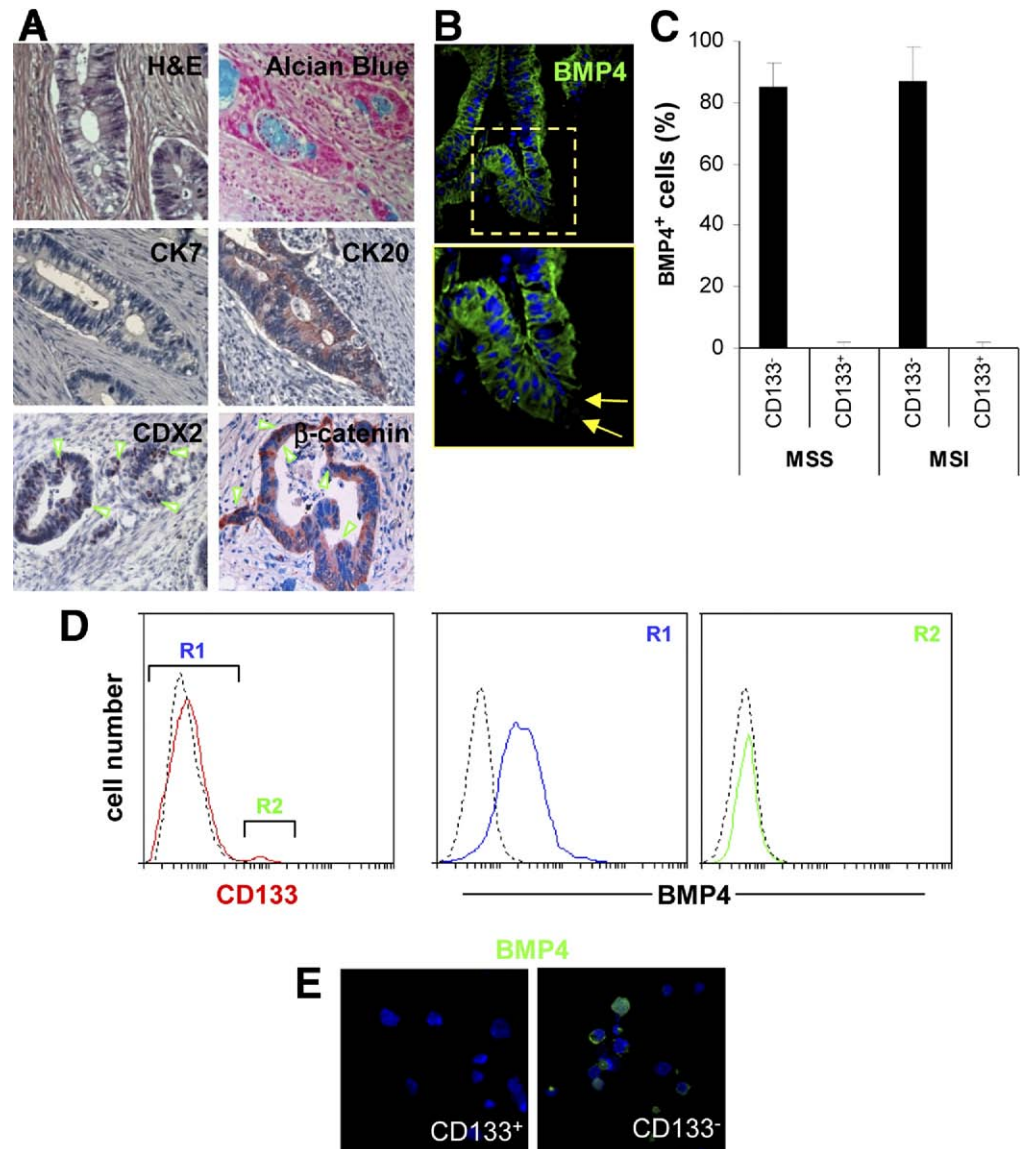 A
H&E
Alcian Blue
CK7
CK20
CDX2
β-catenin
B
BMP4
C
BMP4⁺ cells (%)
100
80
60
40
20
0
CD133⁻
CD133⁺
CD133⁻
CD133⁺
MSS
MSI
D
cell number
R1
R2
CD133
R1
R2
BMP4
BMP4
E
CD133⁺
CD133⁻